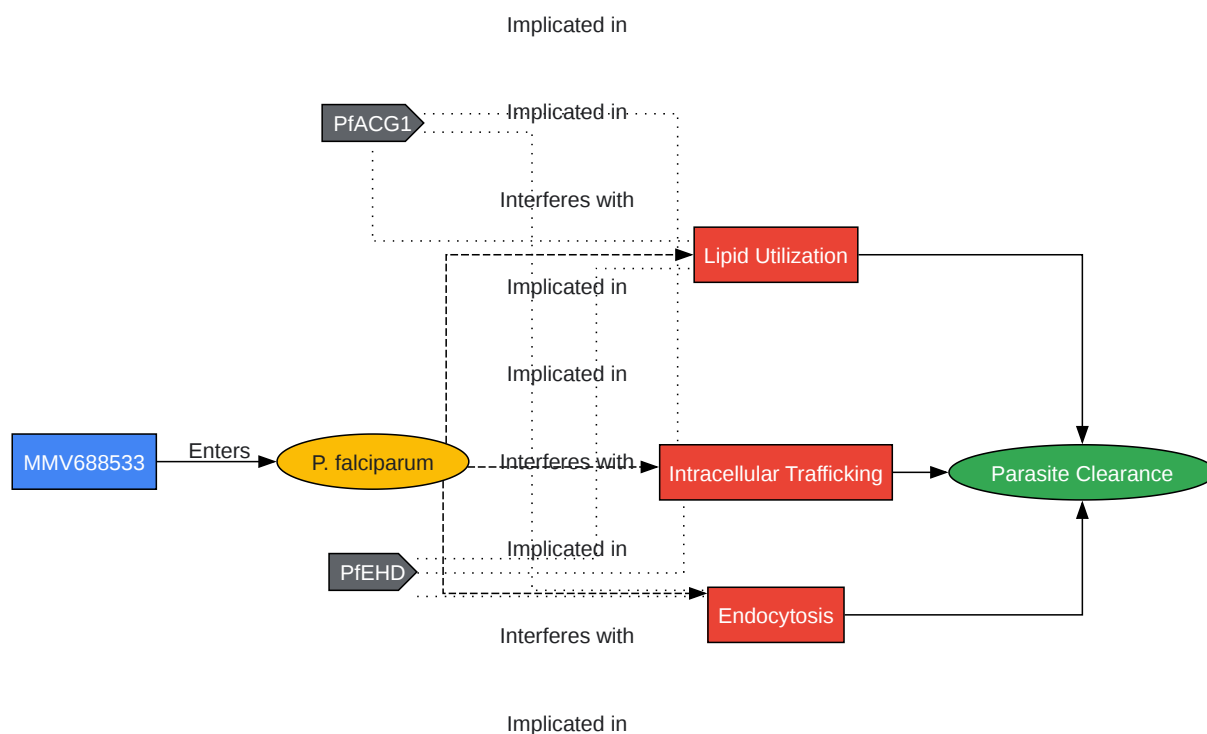 Implicated in
Implicated in
PfACG1
Interferes with
Lipid Utilization
Implicated in
Implicated in
MMV688533
Enters
P. falciparum
Interferes with
Intracellular Trafficking
Parasite Clearance
Implicated in
PfEHD
Endocytosis
Interferes with
Implicated in